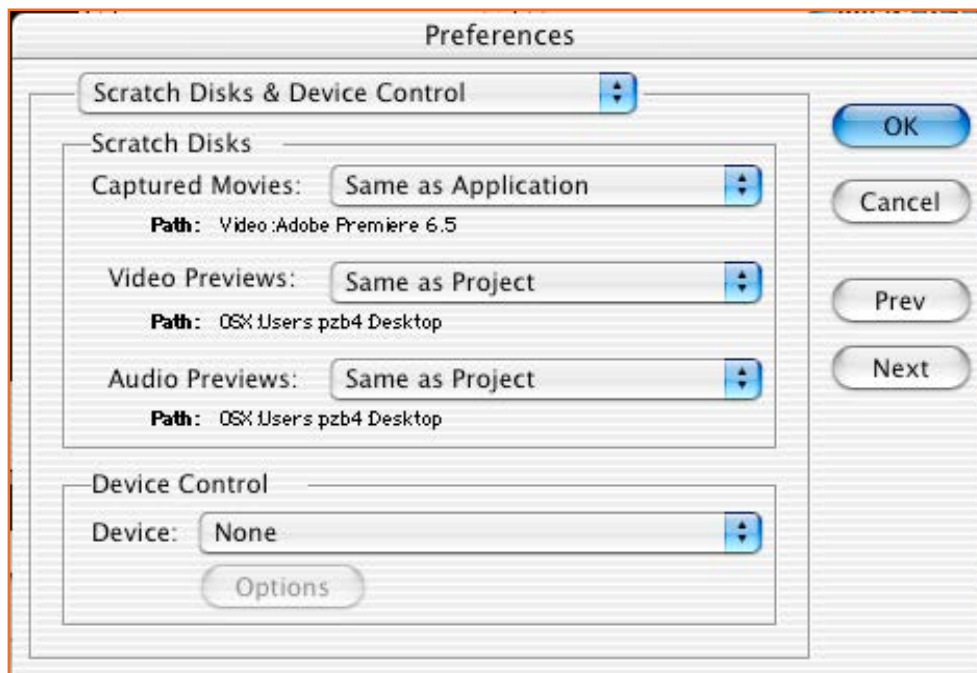 Preferences
Scratch Disks & Device Control
OK
Scratch Disks
Captured Movies: Same as Application
Cancel
Path: Video:Adobe Premiere 6.5
Video Previews: Same as Project
Prev
Path: OSX:Users:pzb4:Desktop
Next
Audio Previews: Same as Project
Path: OSX:Users:pzb4:Desktop
Device Control
Device: None
Options